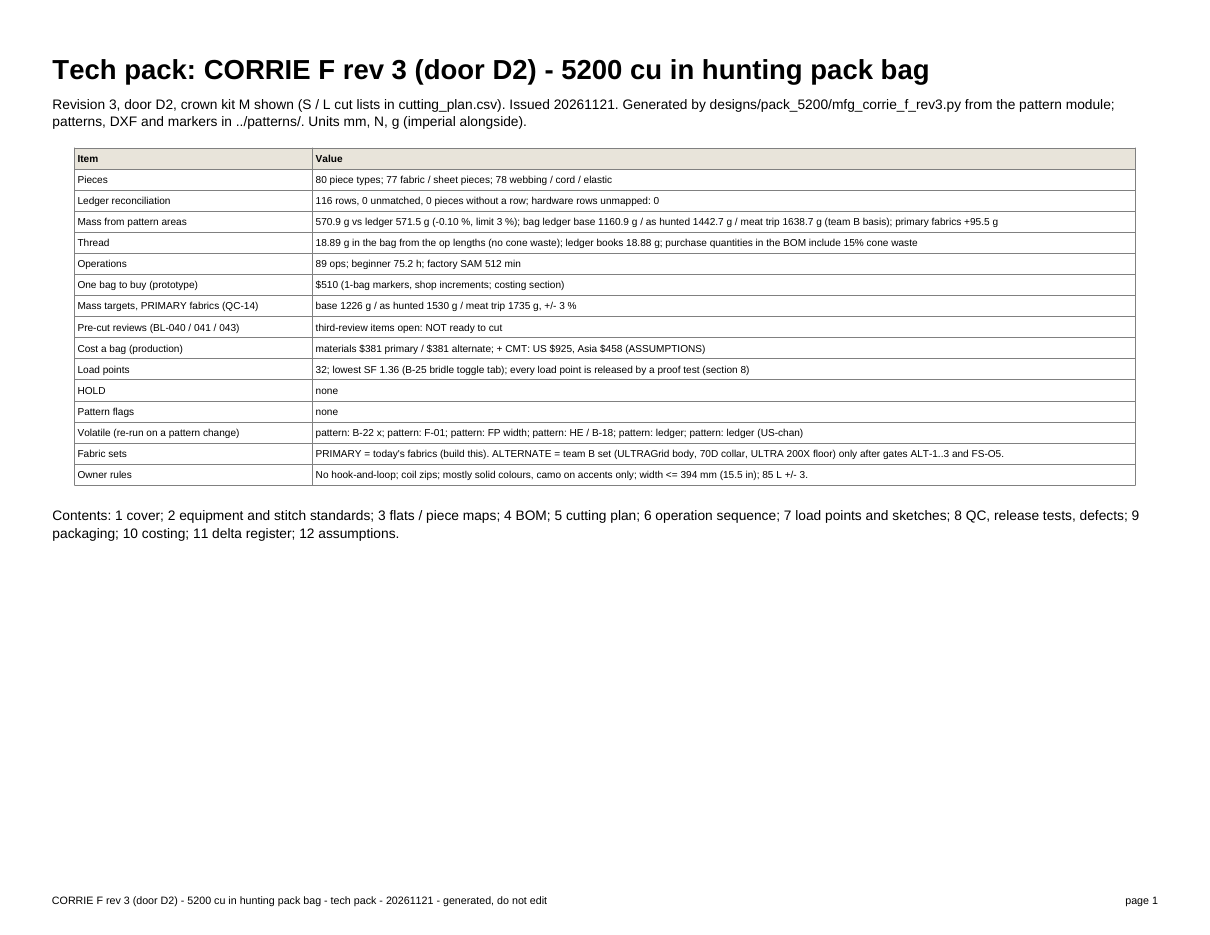 Tech pack: CORRIE F rev 3 (door D2) - 5200 cu in hunting pack bag
Revision 3, door D2, crown kit M shown (S / L cut lists in cutting_plan.csv). Issued 20261121. Generated by designs/pack_5200/mfg_corrie_f_rev3.py from the pattern module;
patterns, DXF and markers in ../patterns/. Units mm, N, g (imperial alongside).
Item Value
Pieces 80 piece types; 77 fabric / sheet pieces; 78 webbing / cord / elastic
Ledger reconciliation 116 rows, 0 unmatched, 0 pieces without a row; hardware rows unmapped: 0
Mass from pattern areas 570.9 g vs ledger 571.5 g (-0.10 %, limit 3 %); bag ledger base 1160.9 g / as hunted 1442.7 g / meat trip 1638.7 g (team B basis); primary fabrics +95.5 g
Thread 18.89 g in the bag from the op lengths (no cone waste); ledger books 18.88 g; purchase quantities in the BOM include 15% cone waste
Operations 89 ops; beginner 75.2 h; factory SAM 512 min
One bag to buy (prototype) $510 (1-bag markers, shop increments; costing section)
Mass targets, PRIMARY fabrics (QC-14) base 1226 g / as hunted 1530 g / meat trip 1735 g, +/- 3 %
Pre-cut reviews (BL-040 / 041 / 043) third-review items open: NOT ready to cut
Cost a bag (production) materials $381 primary / $381 alternate; + CMT: US $925, Asia $458 (ASSUMPTIONS)
Load points 32; lowest SF 1.36 (B-25 bridle toggle tab); every load point is released by a proof test (section 8)
HOLD none
Pattern flags none
Volatile (re-run on a pattern change) pattern: B-22 x; pattern: F-01; pattern: FP width; pattern: HE / B-18; pattern: ledger; pattern: ledger (US-chan)
Fabric sets PRIMARY = today's fabrics (build this). ALTERNATE = team B set (ULTRAGrid body, 70D collar, ULTRA 200X floor) only after gates ALT-1..3 and FS-O5.
Owner rules No hook-and-loop; coil zips; mostly solid colours, camo on accents only; width <= 394 mm (15.5 in); 85 L +/- 3.
Contents: 1 cover; 2 equipment and stitch standards; 3 flats / piece maps; 4 BOM; 5 cutting plan; 6 operation sequence; 7 load points and sketches; 8 QC, release tests, defects; 9
packaging; 10 costing; 11 delta register; 12 assumptions.
CORRIE F rev 3 (door D2) - 5200 cu in hunting pack bag - tech pack - 20261121 - generated, do not edit page 1